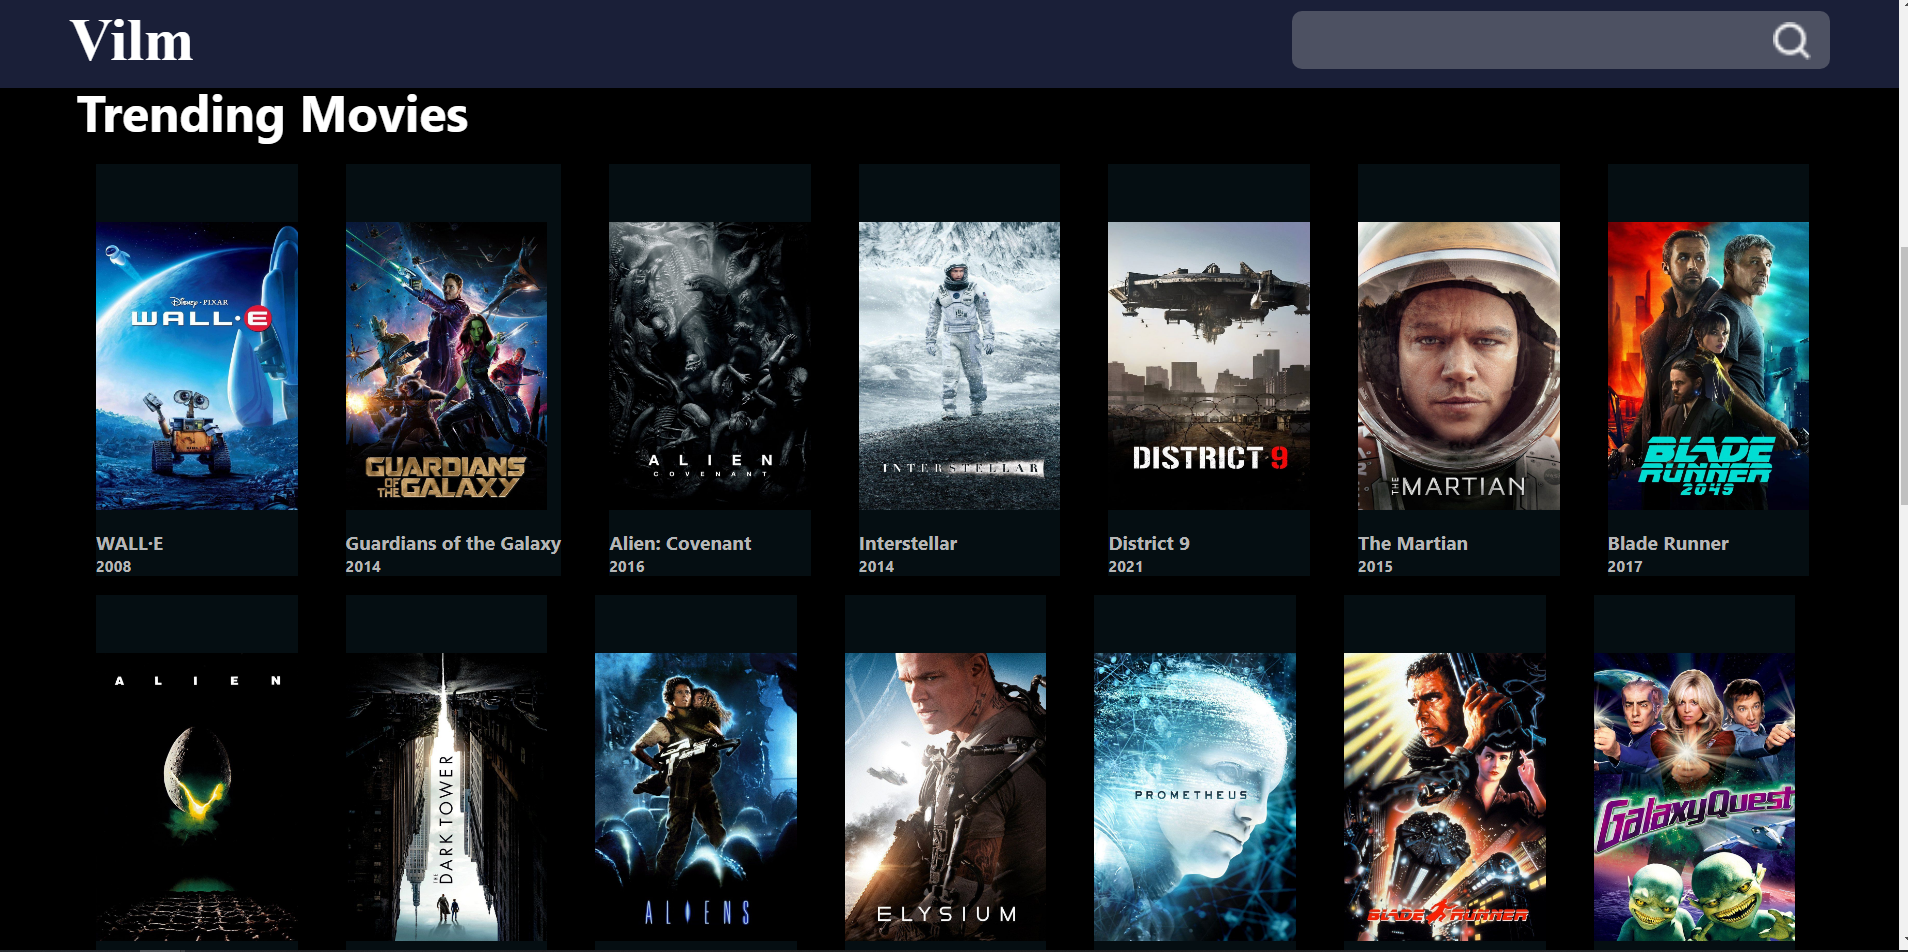 Vilm
Trending Movies
Disney·PIXAR
WALL·E
GUARDIANS
OF THE GALAXY
ALIEN
COVENANT
INTERSTELLAR
DISTRICT 9
THE MARTIAN
BLADE
RUNNER
2049
WALL·E
2008
Guardians of the Galaxy
2014
Alien: Covenant
2016
Interstellar
2014
District 9
2021
The Martian
2015
Blade Runner
2017
ALIEN
THE DARK TOWER
ALIENS
ELYSIUM
PROMETHEUS
BLADE RUNNER
GalaxyQuest